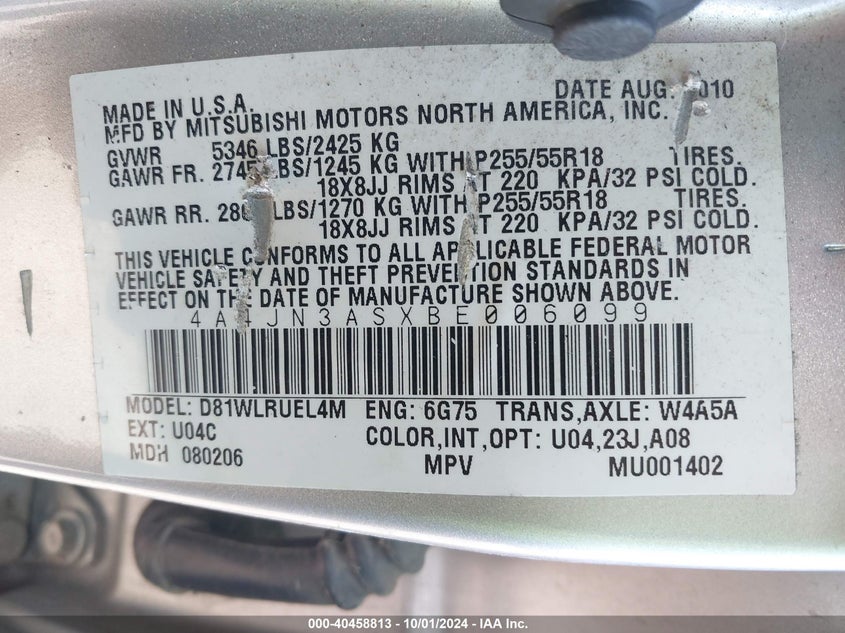 DATE AUG. 010
MADE IN U.S.A.
MFD BY MITSUBISHI MOTORS NORTH AMERICA, INC.
GVWR 5346 LBS/2425 KG
GAWR FR. 2745 LBS/1245 KG WITH P255/55R18 TIRES.
18X8JJ RIMS AT 220 KPA/32 PSI COLD.
GAWR RR. LBS/1270 KG WITH P255/55R18 TIRES.
18X8JJ RIMS AT 220 KPA/32 PSI COLD.
THIS VEHICLE CONFORMS TO ALL APPLICABLE FEDERAL MOTOR
VEHICLE SAFETY AND THEFT PREVENTION STANDARDS IN
EFFECT ON THE DATE OF MANUFACTURE SHOWN ABOVE.
4A4JN3ASXBE006099
MODEL: D81WLRUEL4M ENG: 6G75 TRANS,AXLE: W4A5A
EXT: U04C COLOR,INT,OPT: U04,23J,A08
MDH 080206 MPV MU001402
000-40458813 - 10/01/2024 - IAA Inc.